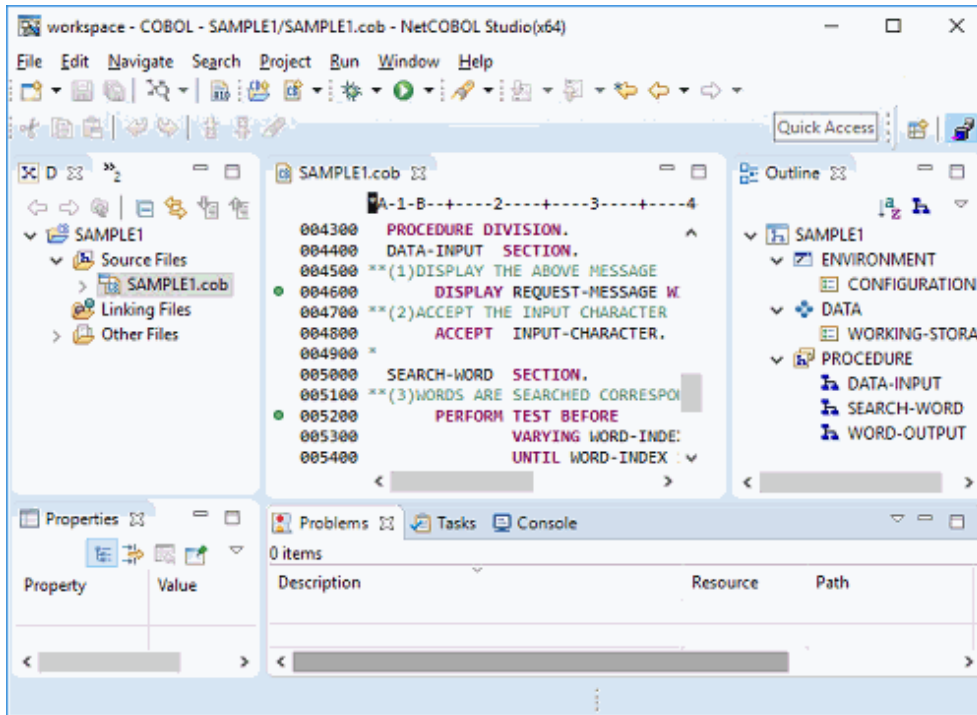 workspace - COBOL - SAMPLE1/SAMPLE1.cob - NetCOBOL Studio(x64)
File Edit Navigate Search Project Run Window Help
Quick Access
D
»2
SAMPLE1
Source Files
SAMPLE1.cob
Linking Files
Other Files
SAMPLE1.cob
A-1-B--+----2----+----3----+----4
004300 PROCEDURE DIVISION.
004400 DATA-INPUT SECTION.
004500 **(1)DISPLAY THE ABOVE MESSAGE
004600 DISPLAY REQUEST-MESSAGE W
004700 **(2)ACCEPT THE INPUT CHARACTER
004800 ACCEPT INPUT-CHARACTER.
004900 *
005000 SEARCH-WORD SECTION.
005100 **(3)WORDS ARE SEARCHED CORRESPO
005200 PERFORM TEST BEFORE
005300 VARYING WORD-INDE
005400 UNTIL WORD-INDEX
Outline
SAMPLE1
ENVIRONMENT
CONFIGURATION
DATA
WORKING-STORA
PROCEDURE
DATA-INPUT
SEARCH-WORD
WORD-OUTPUT
Properties
Property Value
Problems Tasks Console
0 items
Description Resource Path